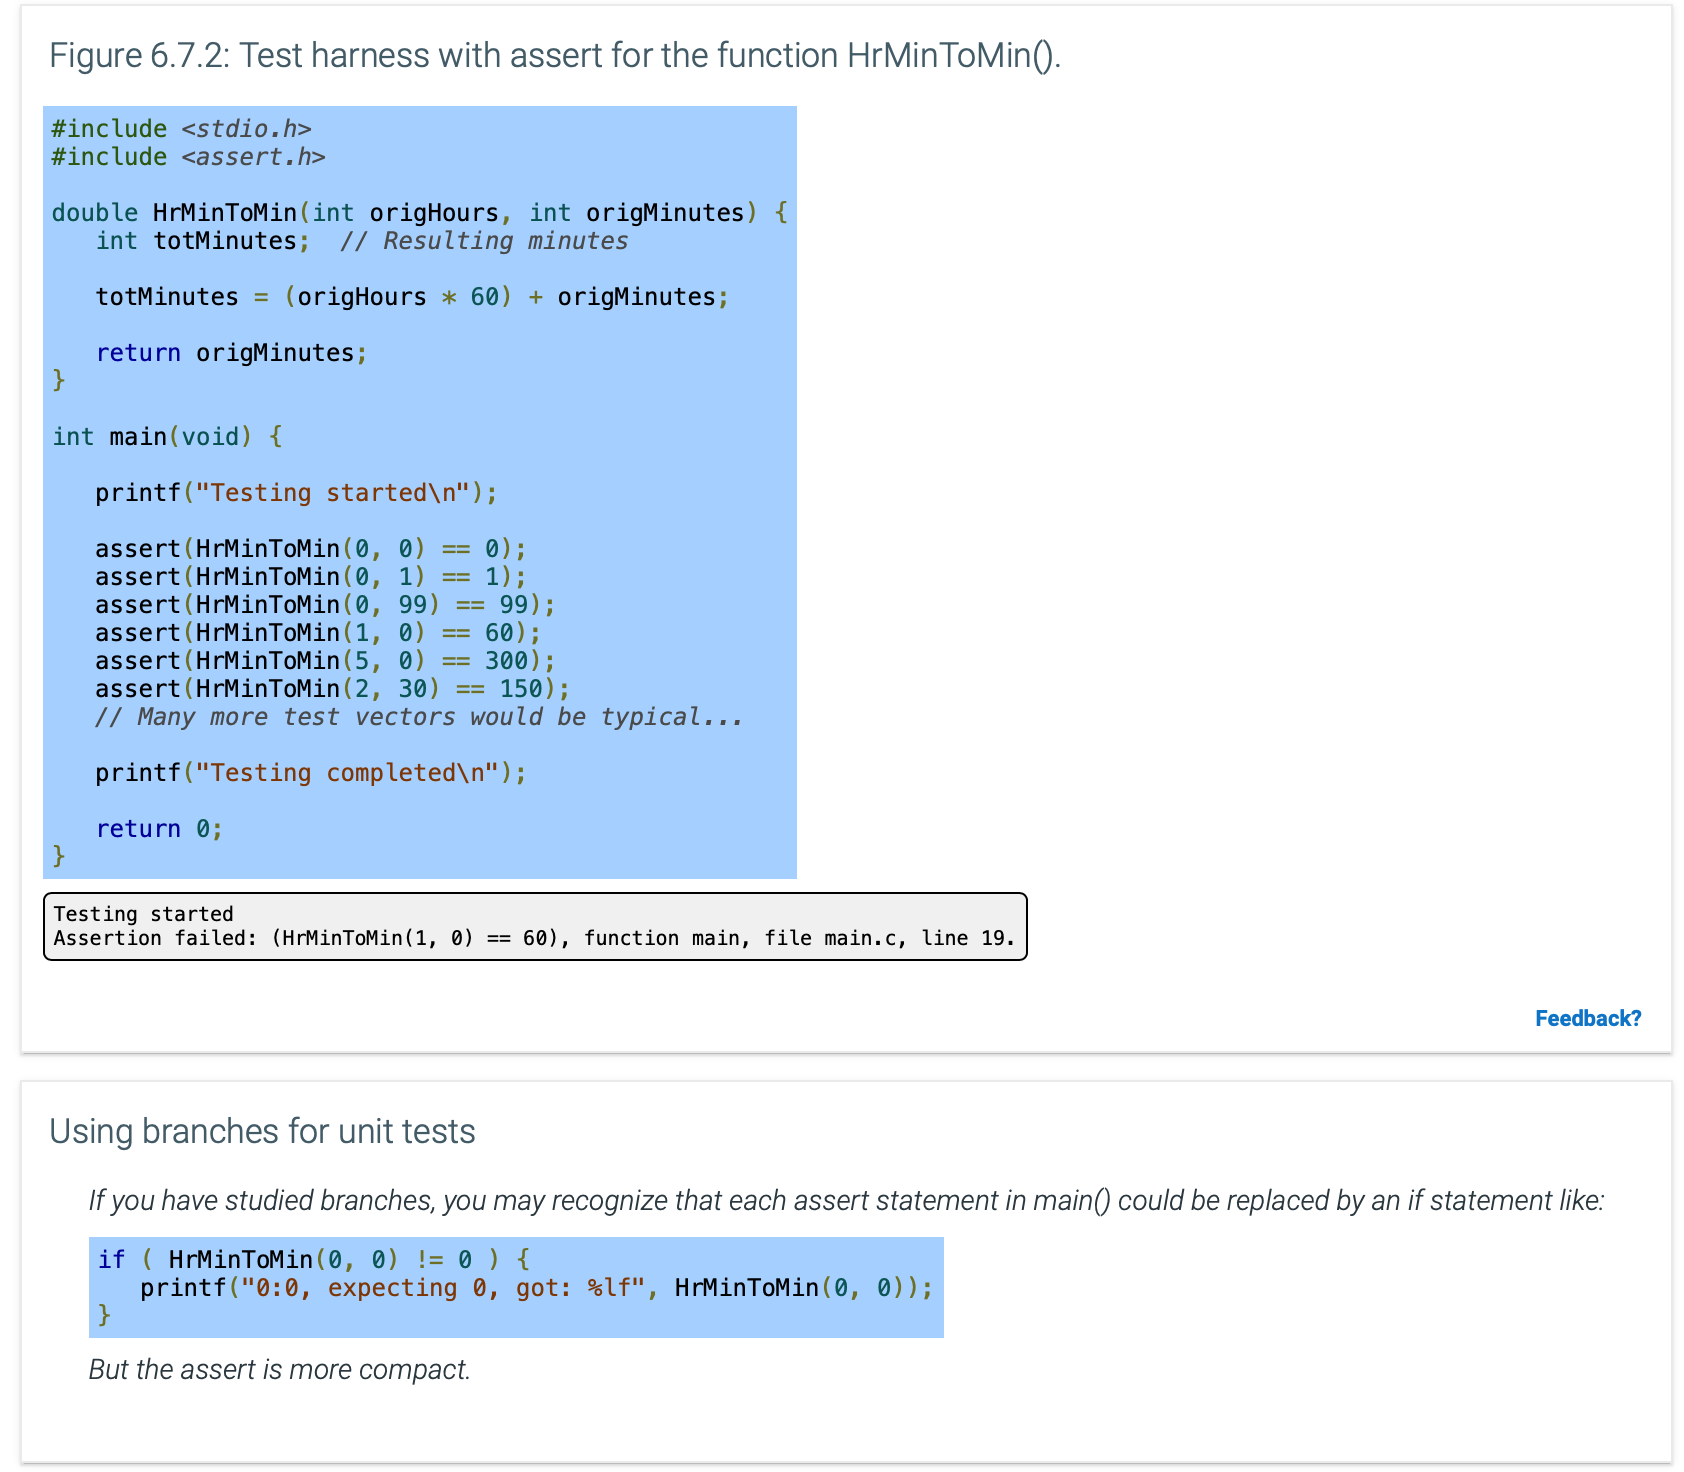 Figure 6.7.2: Test harness with assert for the function HrMinToMin().
#include <stdio.h>
#include <assert.h>
double HrMinToMin(int origHours, int origMinutes) {
   int totMinutes;  // Resulting minutes
   totMinutes = (origHours * 60) + origMinutes;
   return origMinutes;
}
int main(void) {
   printf("Testing started\n");
   assert(HrMinToMin(0, 0) == 0);
   assert(HrMinToMin(0, 1) == 1);
   assert(HrMinToMin(0, 99) == 99);
   assert(HrMinToMin(1, 0) == 60);
   assert(HrMinToMin(5, 0) == 300);
   assert(HrMinToMin(2, 30) == 150);
   // Many more test vectors would be typical...
   printf("Testing completed\n");
   return 0;
}
Testing started
Assertion failed: (HrMinToMin(1, 0) == 60), function main, file main.c, line 19.
Feedback?
Using branches for unit tests
If you have studied branches, you may recognize that each assert statement in main() could be replaced by an if statement like:
if ( HrMinToMin(0, 0) != 0 ) {
   printf("0:0, expecting 0, got: %lf", HrMinToMin(0, 0));
}
But the assert is more compact.